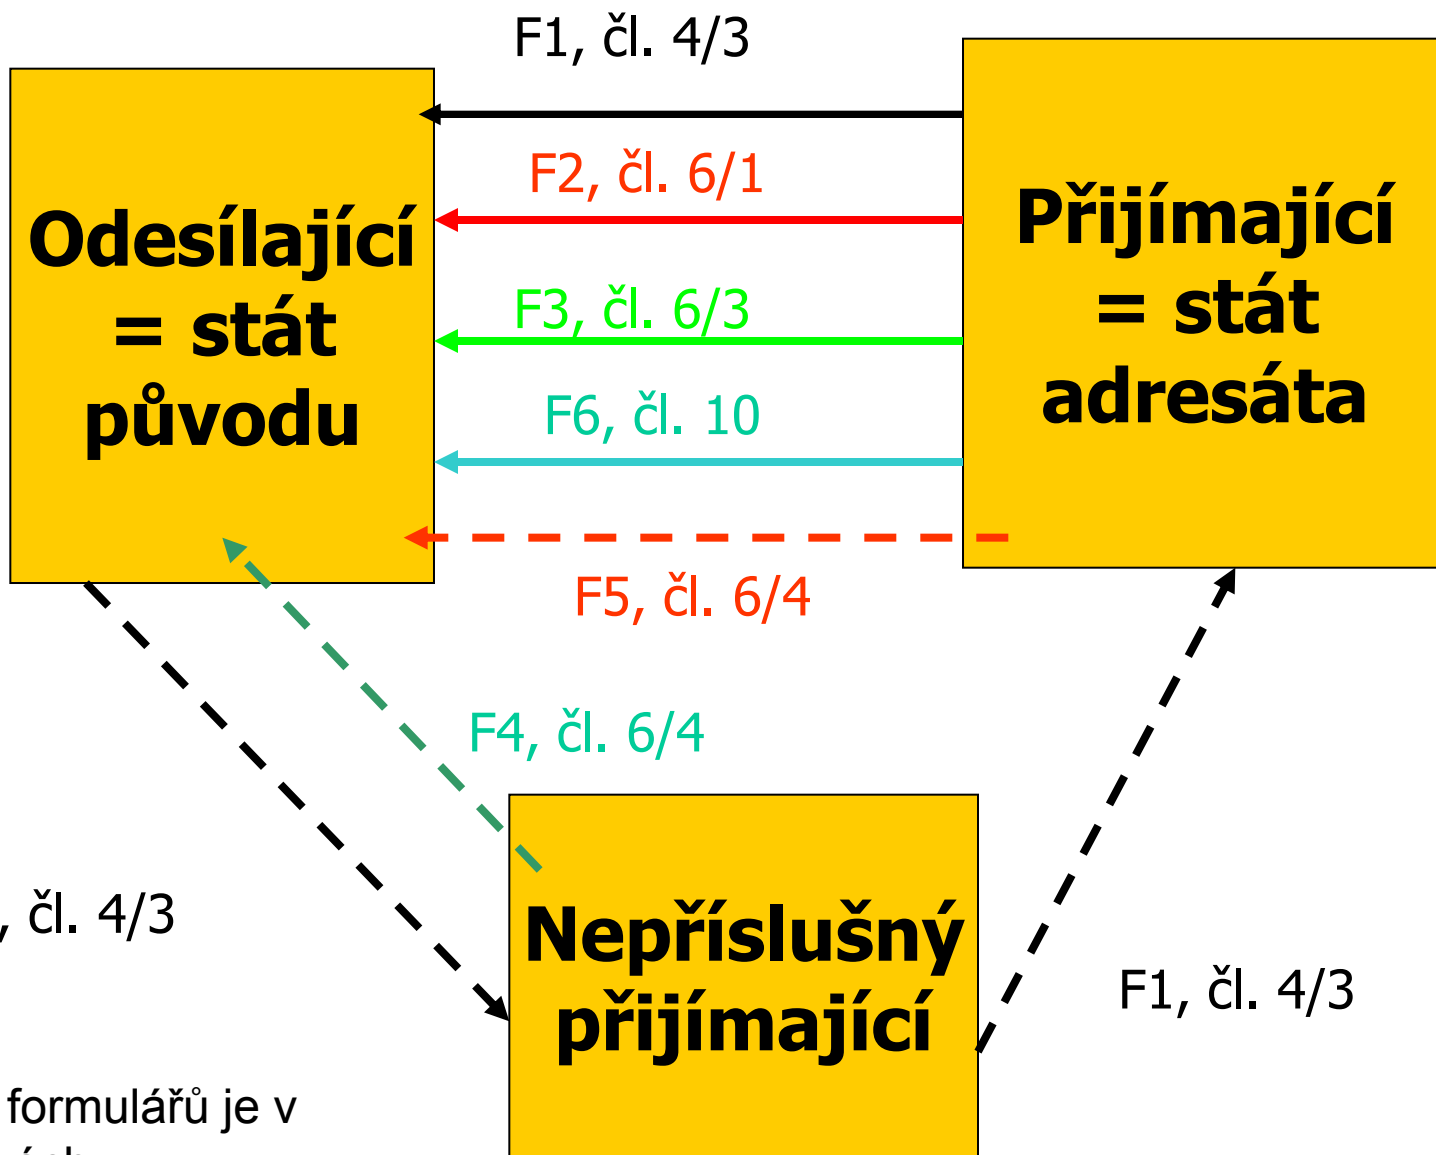 F1, čl. 4/3
Odesílající
= stát
původu
F2, čl. 6/1
F3, čl. 6/3
F6, čl. 10
F5, čl. 6/4
Přijímající
= stát
adresáta
F4, čl. 6/4
, čl. 4/3
Nepříslušný
přijímající
F1, čl. 4/3
formulářů je v